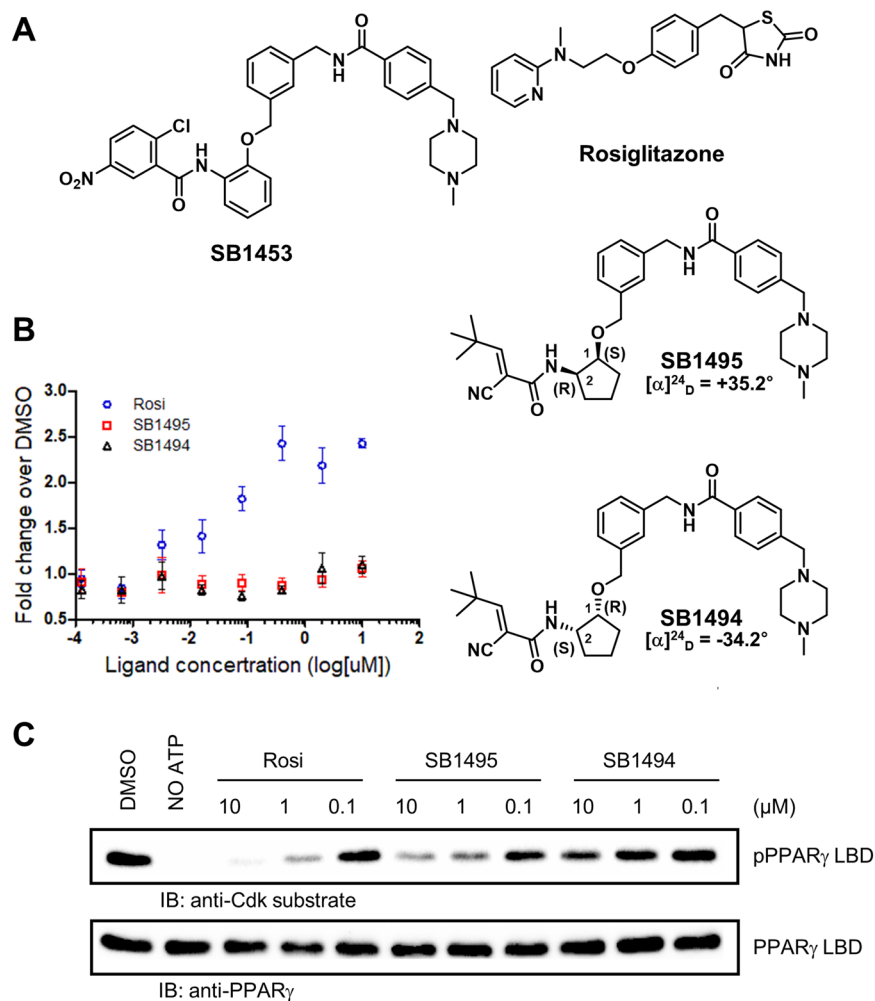 A
O
N
H
Cl
O₂N
H
N
O
O
N
N
SB1453
S
O
N
O
O
NH
N
Rosiglitazone
O
N
H
O
1
(S)
H
N
(R)
2
NC
O
N
N
SB1495
[α]²⁴D = +35.2°
B
3.0
2.5
2.0
1.5
1.0
0.5
Fold change over DMSO
Rosi
SB1495
SB1494
-4
-3
-2
-1
0
1
2
Ligand concertration (log[uM])
O
N
H
O
1
(R)
H
N
(S)
2
NC
O
N
N
SB1494
[α]²⁴D = -34.2°
C
DMSO
NO ATP
Rosi
SB1495
SB1494
10 1 0.1 10 1 0.1 10 1 0.1 (μM)
pPPARγ LBD
IB: anti-Cdk substrate
PPARγ LBD
IB: anti-PPARγ